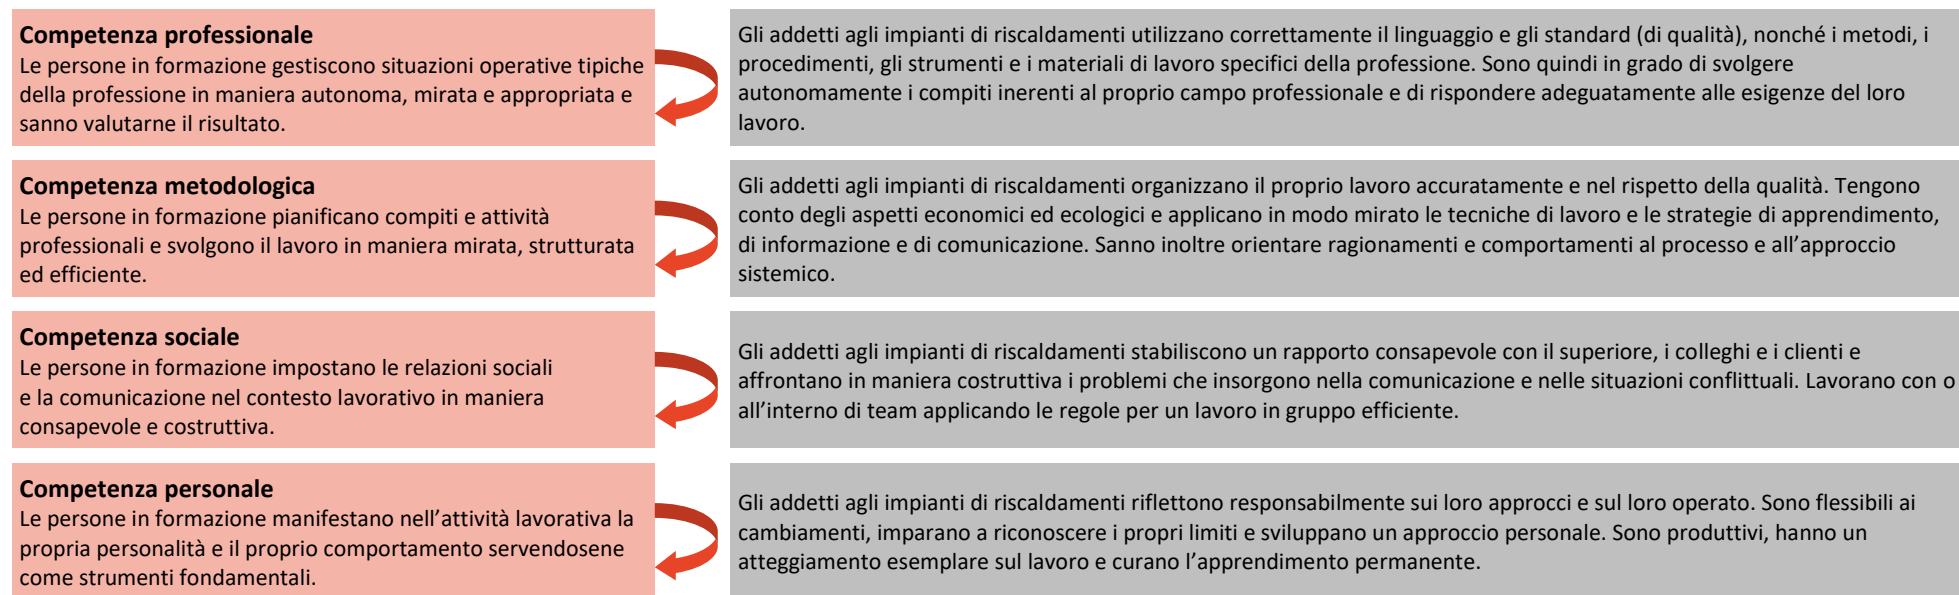 Competenza professionale
Le persone in formazione gestiscono situazioni operative tipiche
della professione in maniera autonoma, mirata e appropriata e
sanno valutarne il risultato.
Gli addetti agli impianti di riscaldamenti utilizzano correttamente il linguaggio e gli standard (di qualità), nonché i metodi, i
procedimenti, gli strumenti e i materiali di lavoro specifici della professione. Sono quindi in grado di svolgere
autonomamente i compiti inerenti al proprio campo professionale e di rispondere adeguatamente alle esigenze del loro
lavoro.
Competenza metodologica
Le persone in formazione pianificano compiti e attività
professionali e svolgono il lavoro in maniera mirata, strutturata
ed efficiente.
Gli addetti agli impianti di riscaldamenti organizzano il proprio lavoro accuratamente e nel rispetto della qualità. Tengono
conto degli aspetti economici ed ecologici e applicano in modo mirato le tecniche di lavoro e le strategie di apprendimento,
di informazione e di comunicazione. Sanno inoltre orientare ragionamenti e comportamenti al processo e all’approccio
sistemico.
Competenza sociale
Le persone in formazione impostano le relazioni sociali
e la comunicazione nel contesto lavorativo in maniera
consapevole e costruttiva.
Gli addetti agli impianti di riscaldamenti stabiliscono un rapporto consapevole con il superiore, i colleghi e i clienti e
affrontano in maniera costruttiva i problemi che insorgono nella comunicazione e nelle situazioni conflittuali. Lavorano con o
all’interno di team applicando le regole per un lavoro in gruppo efficiente.
Competenza personale
Le persone in formazione manifestano nell’attività lavorativa la
propria personalità e il proprio comportamento servendosene
come strumenti fondamentali.
Gli addetti agli impianti di riscaldamenti riflettono responsabilmente sui loro approcci e sul loro operato. Sono flessibili ai
cambiamenti, imparano a riconoscere i propri limiti e sviluppano un approccio personale. Sono produttivi, hanno un
atteggiamento esemplare sul lavoro e curano l’apprendimento permanente.